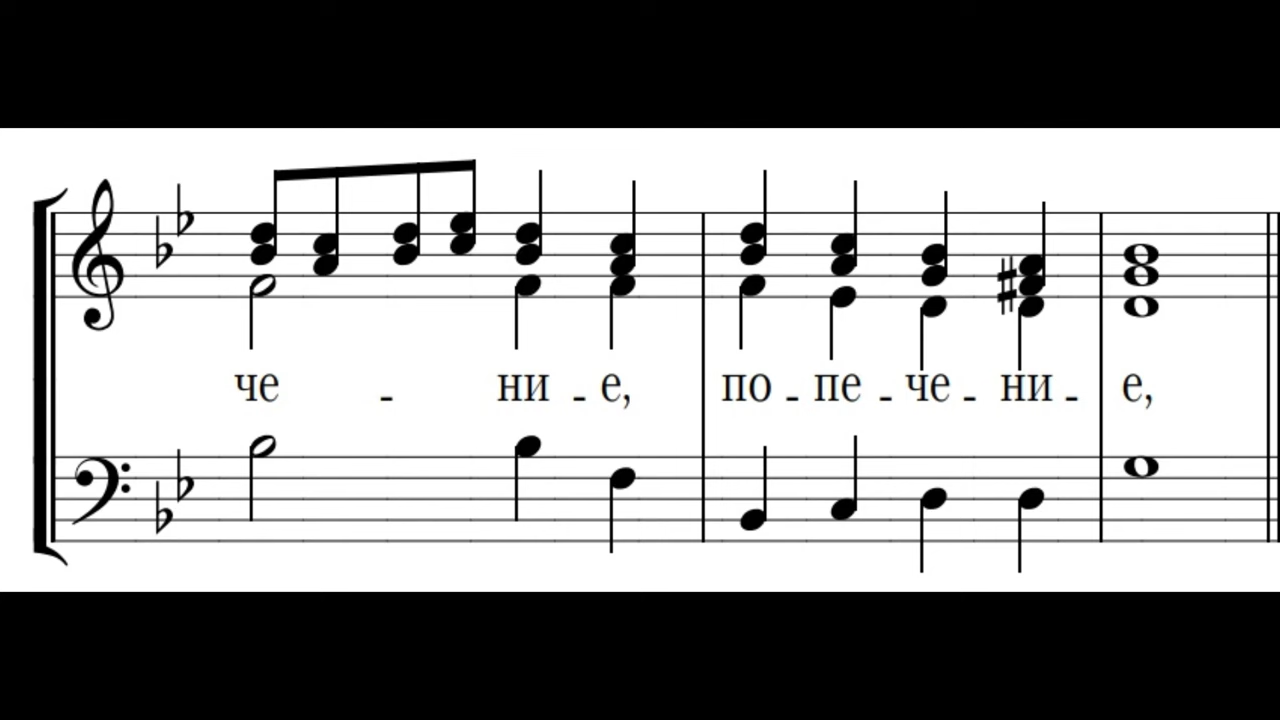 че - ни - е, по - пе - че - ни - е,